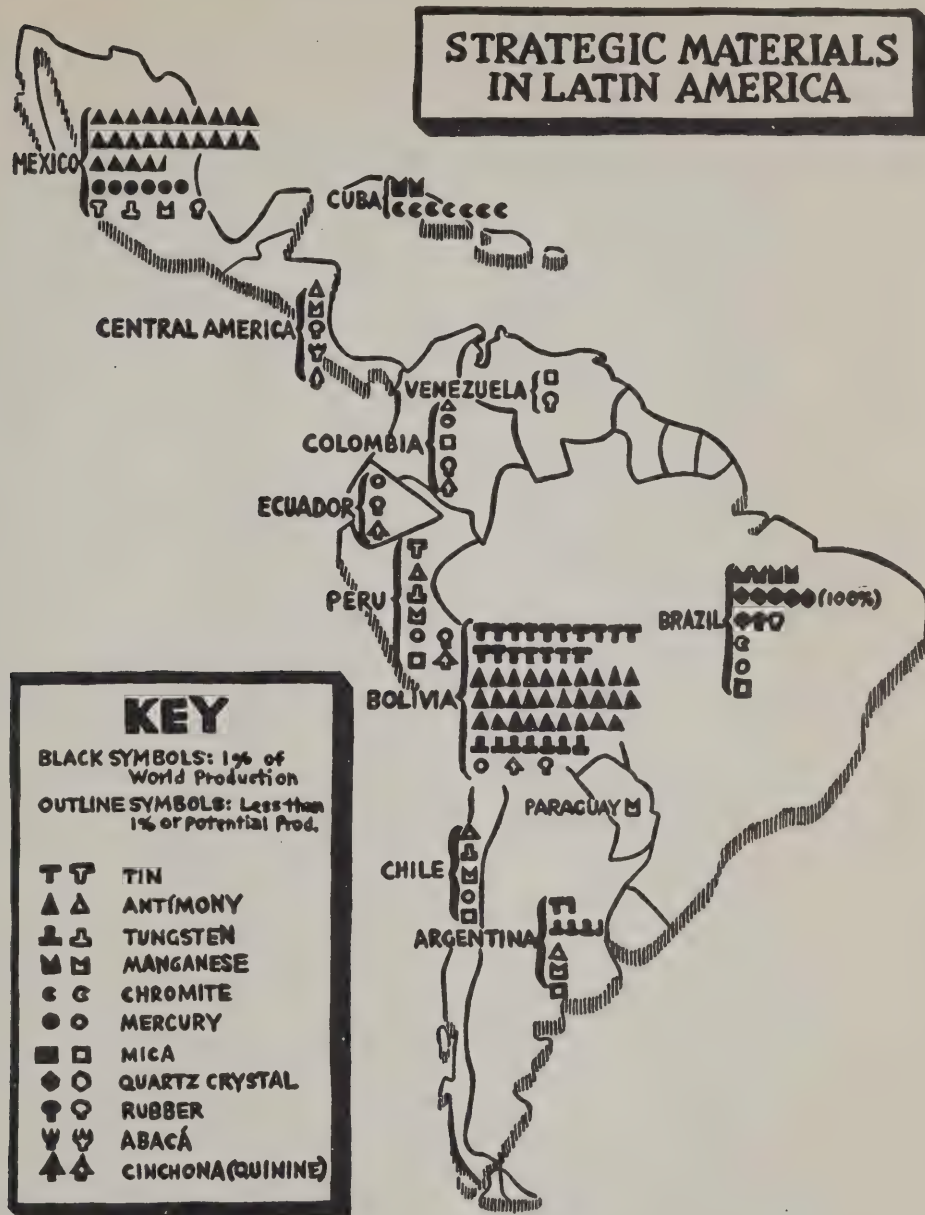 STRATEGIC MATERIALS
IN LATIN AMERICA
MEXICO
CUBA
CENTRAL AMERICA
VENEZUELA
COLOMBIA
ECUADOR
PERU
BRAZIL
(100%)
BOLIVIA
PARAGUAY
CHILE
ARGENTINA
KEY
BLACK SYMBOLS: 1% of
World Production
OUTLINE SYMBOLS: Less than
1% or Potential Prod.
TIN
ANTIMONY
TUNGSTEN
MANGANESE
CHROMITE
MERCURY
MICA
QUARTZ CRYSTAL
RUBBER
ABACÁ
CINCHONA (QUININE)